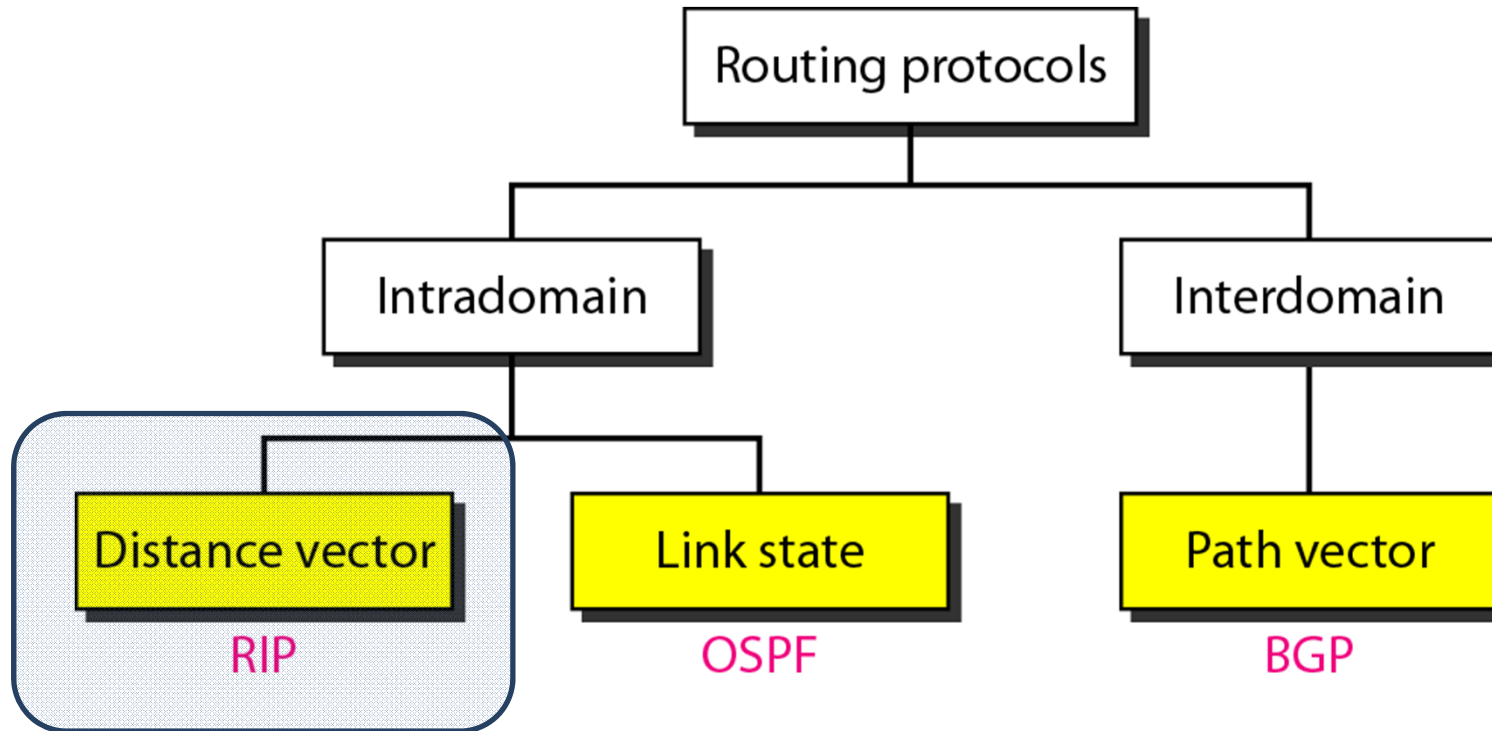 Routing protocols
Intradomain
Interdomain
Distance vector
Link state
Path vector
RIP
OSPF
BGP